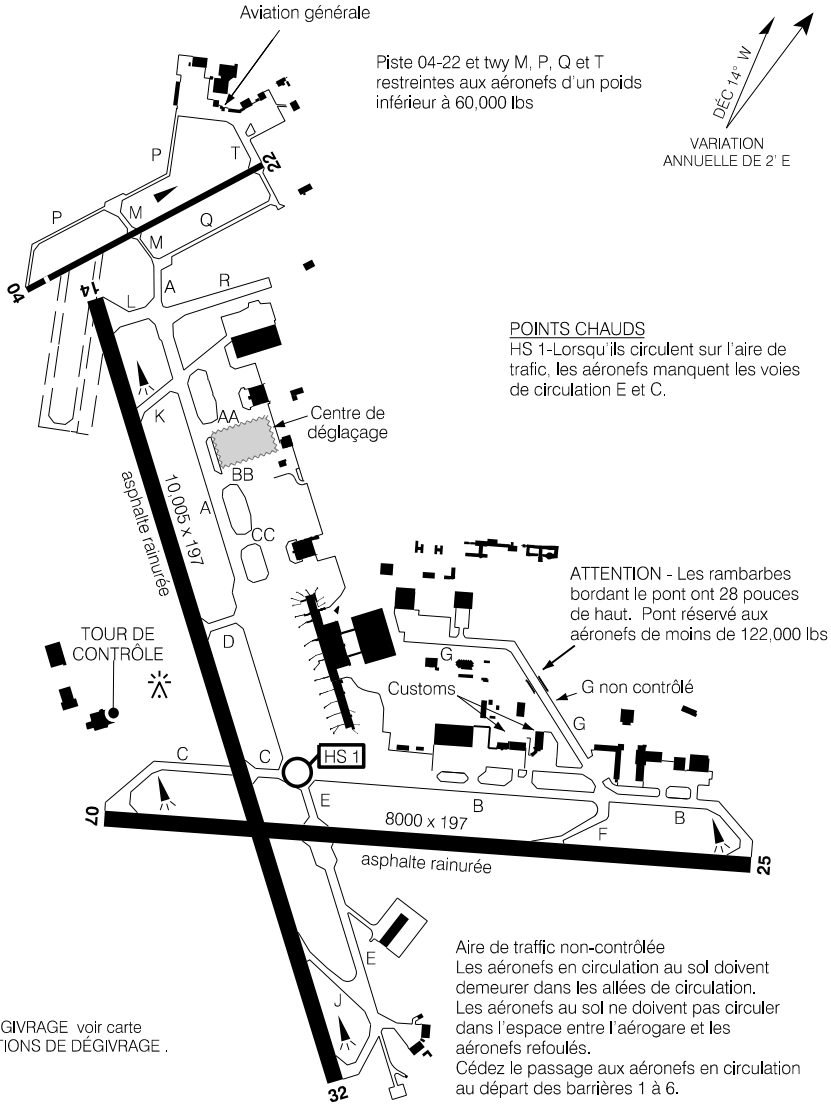 Aviation générale
Piste 04-22 et twy M, P, Q et T
restreintes aux aéronefs d'un poids
inférieur à 60,000 lbs
DÉC 14° W
VARIATION
ANNUELLE DE 2' E
P
T
22
P
M
Q
M
04
14
A
R
L
POINTS CHAUDS
HS 1-Lorsqu'ils circulent sur l'aire de
trafic, les aéronefs manquent les voies
de circulation E et C.
K
AA
Centre de
déglaçage
BB
asphalte rainurée
10,005 x 197
A
CC
ATTENTION - Les rambarbes
bordant le pont ont 28 pouces
de haut. Pont réservé aux
aéronefs de moins de 122,000 lbs
TOUR DE
CONTRÔLE
D
G
G non contrôlé
Customs
G
C
C
HS 1
E
B
B
07
8000 x 197
F
asphalte rainurée
25
E
Aire de traffic non-contrôlée
Les aéronefs en circulation au sol doivent
demeurer dans les allées de circulation.
Les aéronefs au sol ne doivent pas circuler
dans l'espace entre l'aérogare et les
aéronefs refoulés.
Cédez le passage aux aéronefs en circulation
au départ des barrières 1 à 6.
J
GIVRAGE voir carte
TIONS DE DÉGIVRAGE .
32